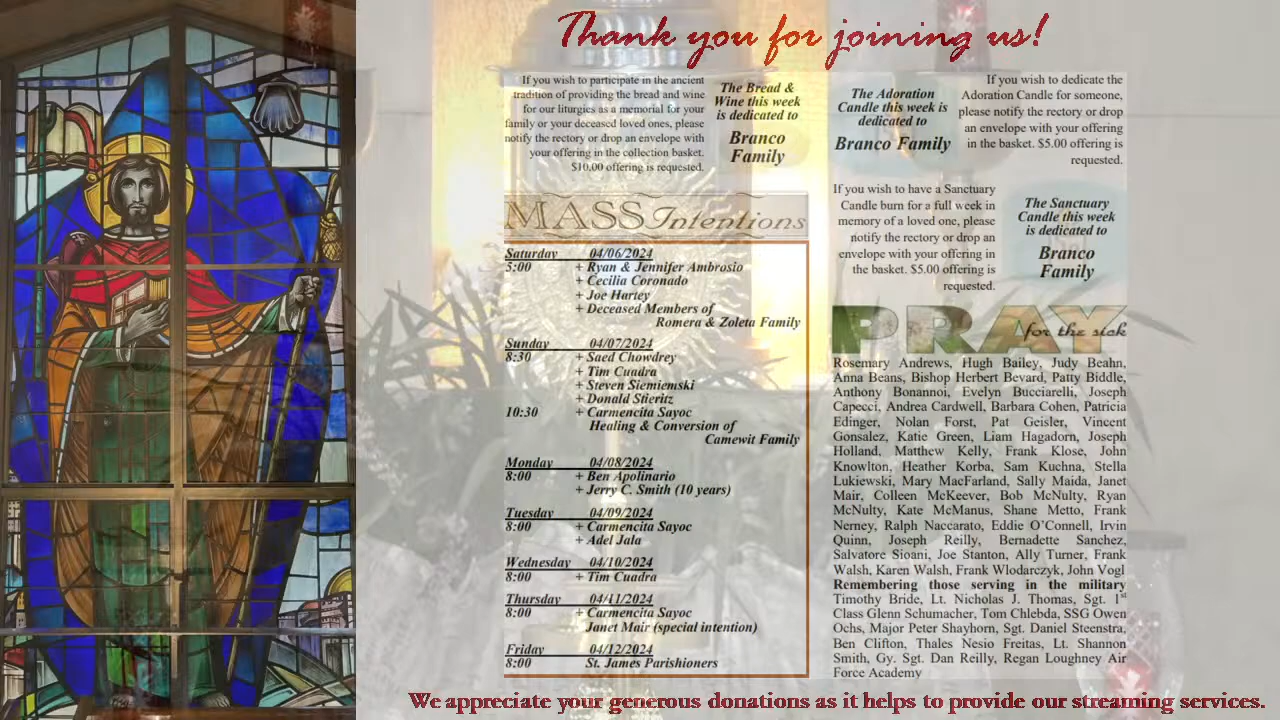 Thank you for joining us!
If you wish to participate in the ancient
tradition of providing the bread and wine
for our liturgies as a memorial for your
family or your deceased loved ones, please
notify the rectory or drop an envelope with
your offering in the collection basket.
$10.00 offering is requested.
The Bread &
Wine this week
is dedicated to
Branco
Family
The Adoration
Candle this week is
dedicated to
Branco Family
If you wish to dedicate the
Adoration Candle for someone,
please notify the rectory or drop
an envelope with your offering
in the basket. $5.00 offering is
requested.
If you wish to have a Sanctuary
Candle burn for a full week in
memory of a loved one, please
notify the rectory or drop an
envelope with your offering in
the basket. $5.00 offering is
requested.
The Sanctuary
Candle this week
is dedicated to
Branco
Family
MASS Intentions
Saturday 04/06/2024
5:00 + Ryan & Jennifer Ambrosio
+ Cecilia Coronado
+ Joe Hartey
+ Deceased Members of
Romera & Zoleta Family
Sunday 04/07/2024
8:30 + Saed Chowdrey
+ Tim Cuadra
+ Steven Siemiemski
+ Donald Stieritz
10:30 + Carmencita Sayoc
Healing & Conversion of
Camewit Family
Monday 04/08/2024
8:00 + Ben Apolinario
+ Jerry C. Smith (10 years)
Tuesday 04/09/2024
8:00 + Carmencita Sayoc
+ Adel Jala
Wednesday 04/10/2024
8:00 + Tim Cuadra
Thursday 04/11/2024
8:00 + Carmencita Sayoc
Janet Mair (special intention)
Friday 04/12/2024
8:00 St. James Parishioners
PRAY for the sick
Rosemary Andrews, Hugh Bailey, Judy Beahn,
Anna Beans, Bishop Herbert Bevard, Patty Biddle,
Anthony Bonannoi, Evelyn Bucciarelli, Joseph
Capecci, Andrea Cardwell, Barbara Cohen, Patricia
Edinger, Nolan Forst, Pat Geisler, Vincent
Gonsalez, Katie Green, Liam Hagadorn, Joseph
Holland, Matthew Kelly, Frank Klose, John
Knowlton, Heather Korba, Sam Kuchna, Stella
Lukiewski, Mary MacFarland, Sally Maida, Janet
Mair, Colleen McKeever, Bob McNulty, Ryan
McNulty, Kate McManus, Shane Metto, Frank
Nerney, Ralph Naccarato, Eddie O'Connell, Irvin
Quinn, Joseph Reilly, Bernadette Sanchez,
Salvatore Sioani, Joe Stanton, Ally Turner, Frank
Walsh, Karen Walsh, Frank Wlodarczyk, John Vogl
Remembering those serving in the military
Timothy Bride, Lt. Nicholas J. Thomas, Sgt. 1st
Class Glenn Schumacher, Tom Chlebda, SSG Owen
Ochs, Major Peter Shayhorn, Sgt. Daniel Steenstra,
Ben Clifton, Thales Nesio Freitas, Lt. Shannon
Smith, Gy. Sgt. Dan Reilly, Regan Loughney Air
Force Academy
We appreciate your generous donations as it helps to provide our streaming services.